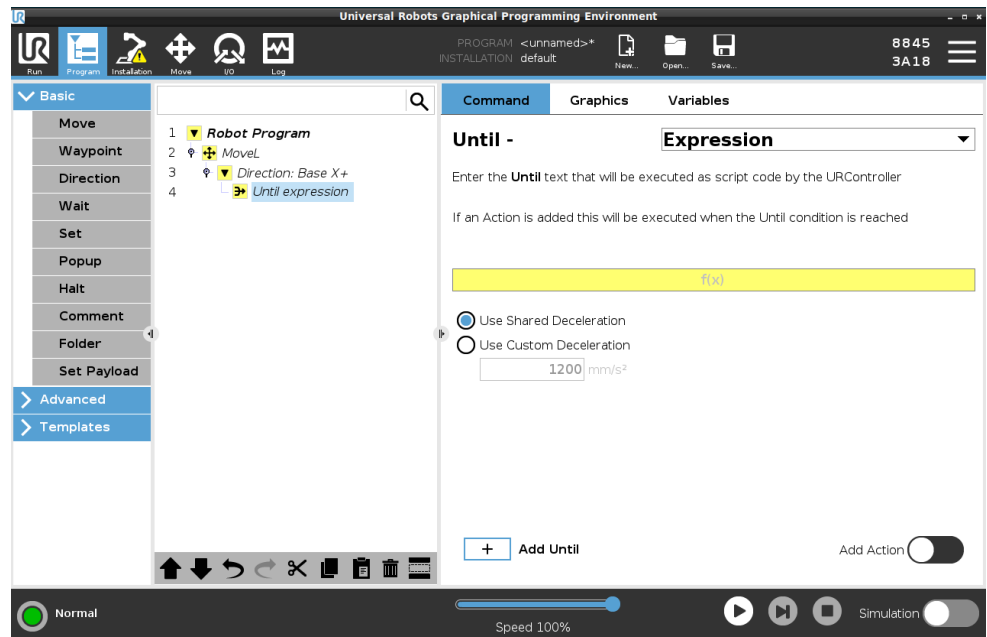 Universal Robots Graphical Programming Environment
UR
Run
Program
Installation
Move
I/O
Log
PROGRAM <unnamed>*
INSTALLATION default
New...
Open...
Save...
8845
3A18
Basic
Move
Waypoint
Direction
Wait
Set
Popup
Halt
Comment
Folder
Set Payload
Advanced
Templates
1 Robot Program
2 MoveL
3 Direction: Base X+
4 Until expression
Command Graphics Variables
Until - Expression
Enter the Until text that will be executed as script code by the URController
If an Action is added this will be executed when the Until condition is reached
f(x)
Use Shared Deceleration
Use Custom Deceleration
1200 mm/s²
+ Add Until
Add Action
Normal
Speed 100%
Simulation